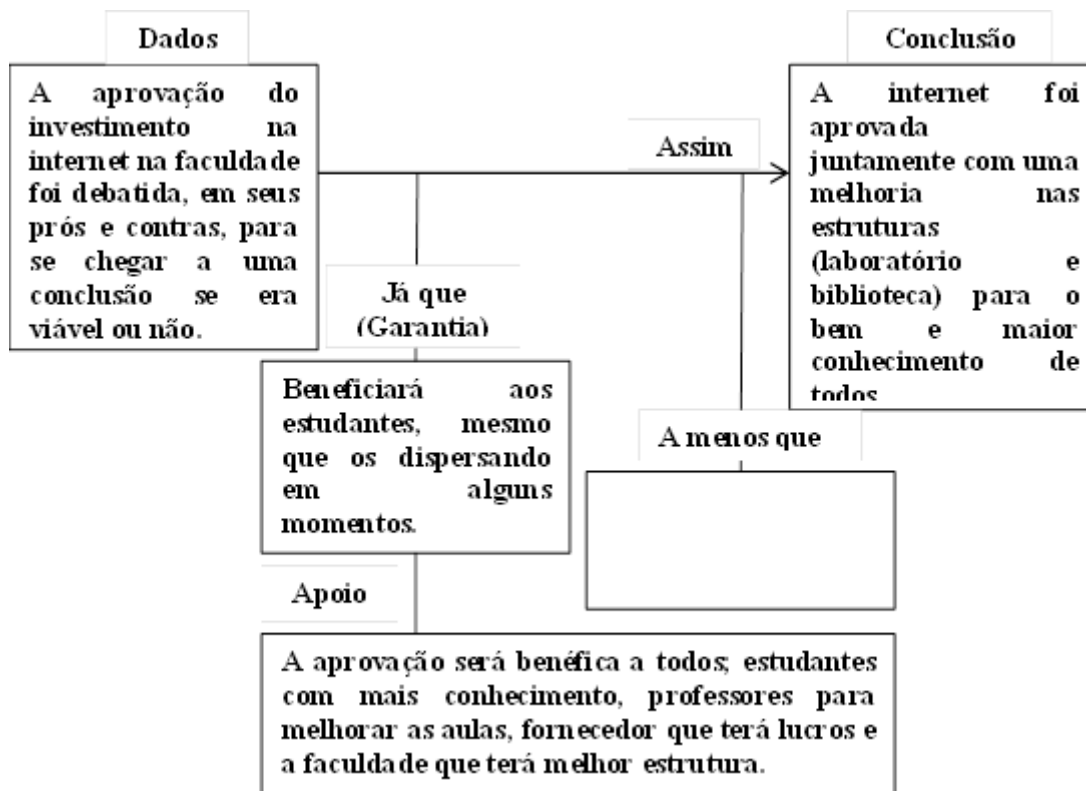 Dados
A aprovação do
investimento na
internet na faculdade
foi debatida, em seus
prós e contras, para
se chegar a uma
conclusão se era
viável ou não.
Assim
Conclusão
A internet foi
aprovada
juntamente com uma
melhoria nas
estruturas
(laboratório e
biblioteca) para o
bem e maior
conhecimento de
todos
Já que
(Garantia)
Beneficiará aos
estudantes, mesmo
que os dispersando
em alguns
momentos.
A menos que
Apoio
A aprovação será benéfica a todos; estudantes
com mais conhecimento, professores para
melhorar as aulas, fornecedor que terá lucros e
a faculdade que terá melhor estrutura.